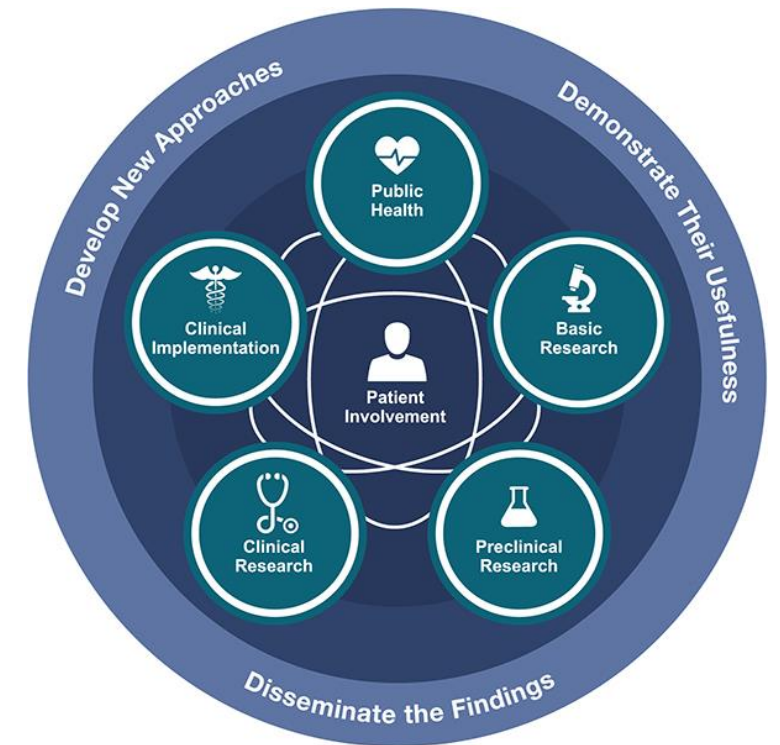 Develop New Approaches
Demonstrate Their Usefulness
Public
Health
Clinical
Implementation
Basic
Research
Patient
Involvement
Clinical
Research
Preclinical
Research
Disseminate the Findings